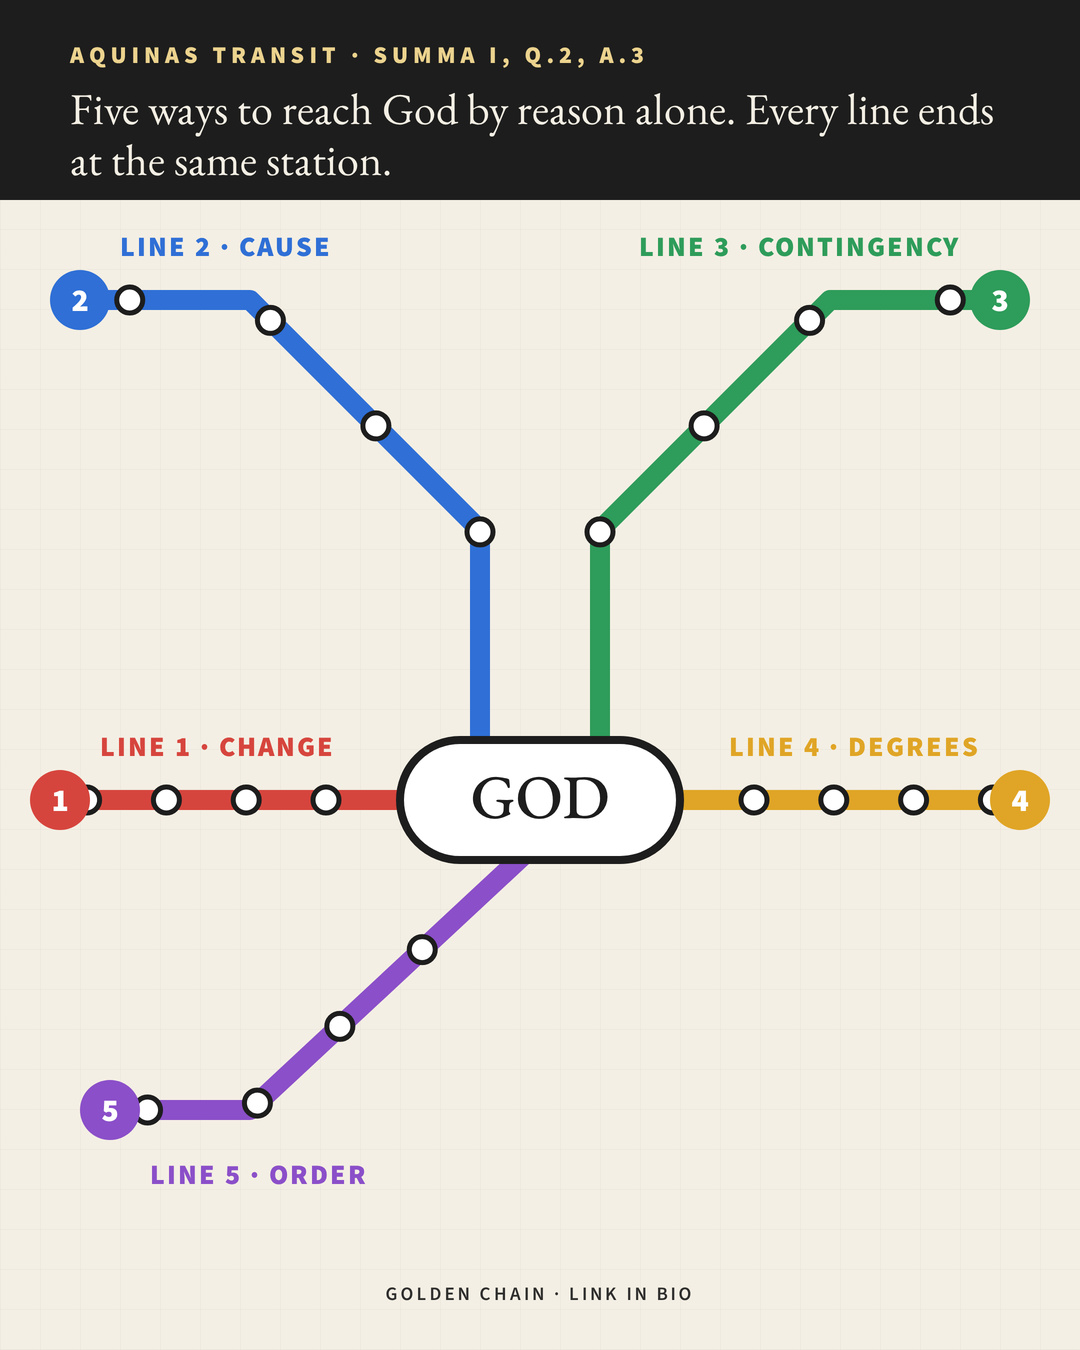 AQUINAS TRANSIT · SUMMA I, Q.2, A.3
Five ways to reach God by reason alone. Every line ends
at the same station.
LINE 2 · CAUSE
LINE 3 · CONTINGENCY
2
3
LINE 1 · CHANGE
LINE 4 · DEGREES
1
GOD
4
5
LINE 5 · ORDER
GOLDEN CHAIN · LINK IN BIO